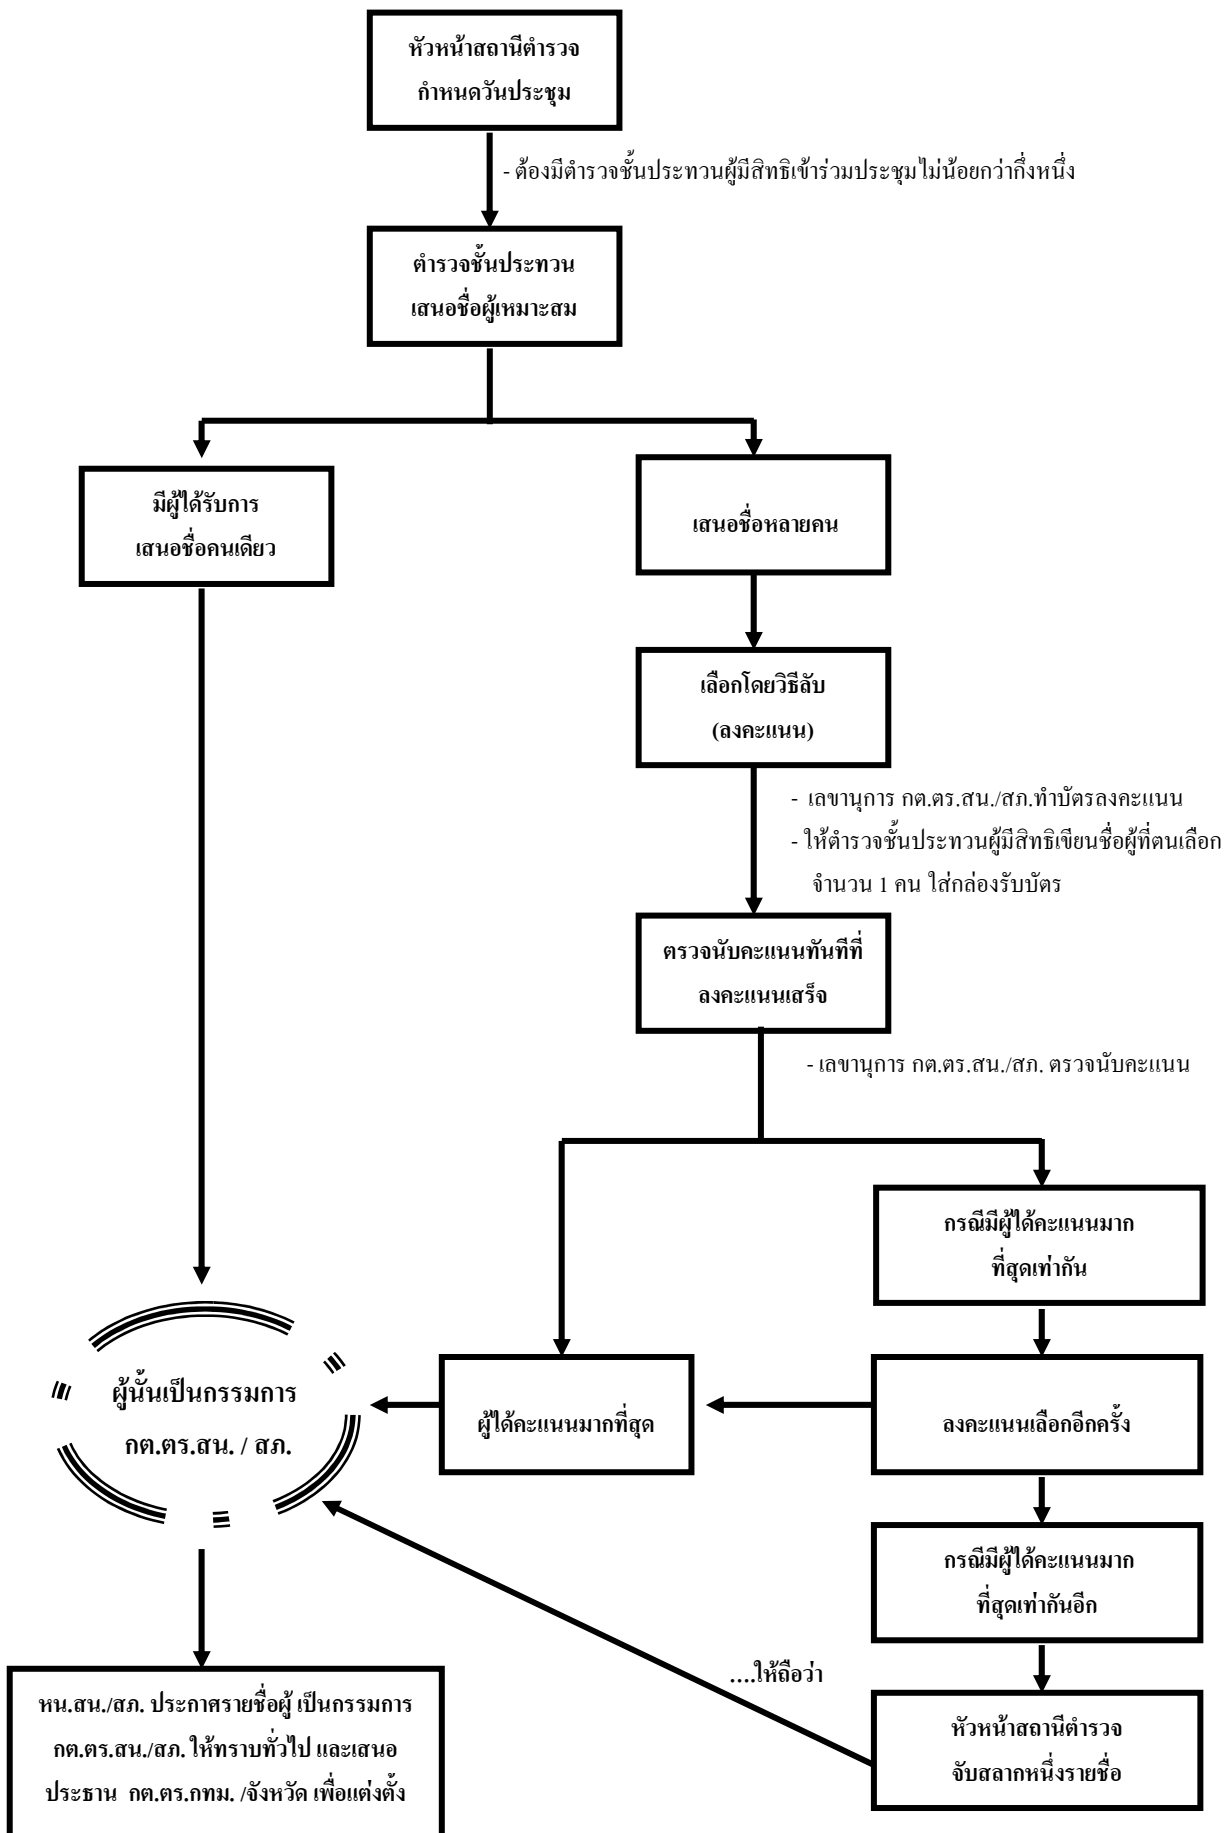 หัวหน้าสถานีตำรวจ
กำหนดวันประชุม
- ต้องมีตำรวจชั้นประทวนผู้มีสิทธิเข้าร่วมประชุมไม่น้อยกว่ากึ่งหนึ่ง
ตำรวจชั้นประทวน
เสนอชื่อผู้เหมาะสม
มีผู้ได้รับการ
เสนอชื่อคนเดียว
เสนอชื่อหลายคน
เลือกโดยวิธีลับ
(ลงคะแนน)
- เลขานุการ กต.ตร.สน./สภ.ทำบัตรลงคะแนน
- ให้ตำรวจชั้นประทวนผู้มีสิทธิเขียนชื่อผู้ที่ตนเลือก
จำนวน 1 คน ใส่กล่องรับบัตร
ตรวจนับคะแนนทันทีที่
ลงคะแนนเสร็จ
- เลขานุการ กต.ตร.สน./สภ. ตรวจนับคะแนน
กรณีมีผู้ได้คะแนนมาก
ที่สุดเท่ากัน
ผู้นั้นเป็นกรรมการ
กต.ตร.สน. / สภ.
ผู้ได้คะแนนมากที่สุด
ลงคะแนนเลือกอีกครั้ง
กรณีมีผู้ได้คะแนนมาก
ที่สุดเท่ากันอีก
....ให้ถือว่า
หัวหน้าสถานีตำรวจ
จับสลากหนึ่งรายชื่อ
หน.สน./สภ. ประกาศรายชื่อผู้ เป็นกรรมการ
กต.ตร.สน./สภ. ให้ทราบทั่วไป และเสนอ
ประธาน กต.ตร.กทม. /จังหวัด เพื่อแต่งตั้ง